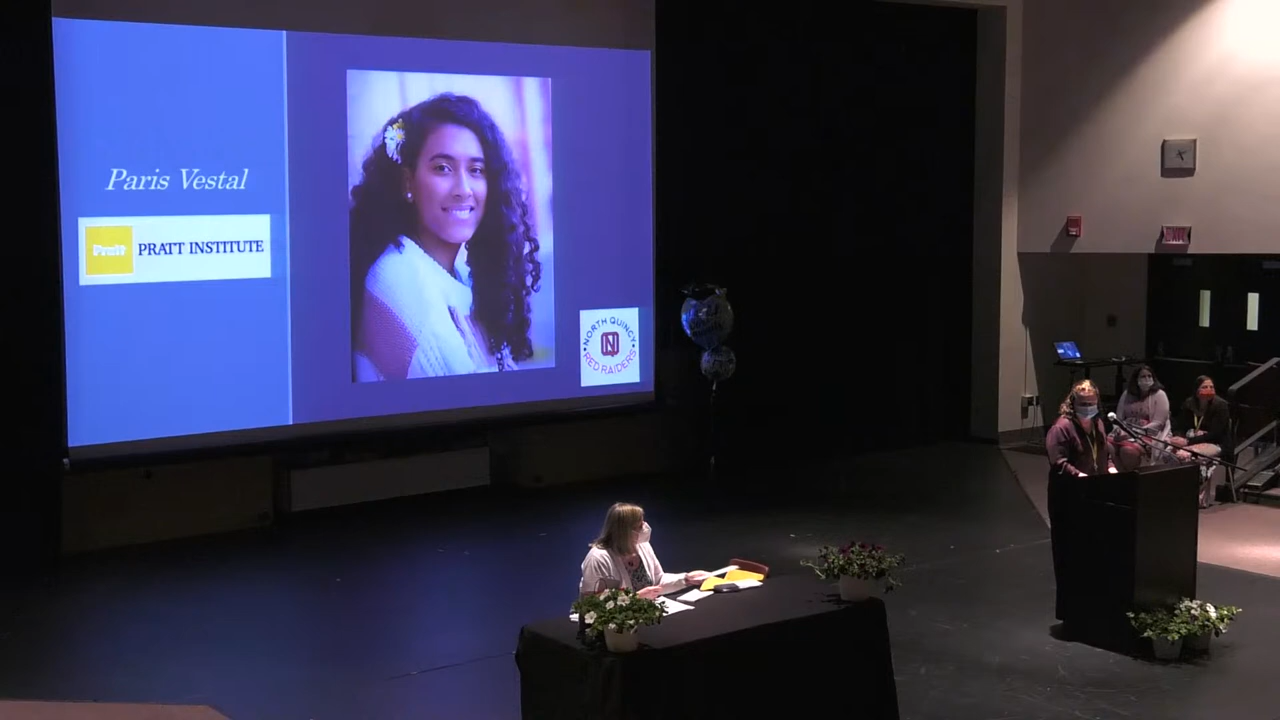 Paris Vestal
Pratt
PRATT INSTITUTE
NORTH QUINCY
N
RED RAIDERS